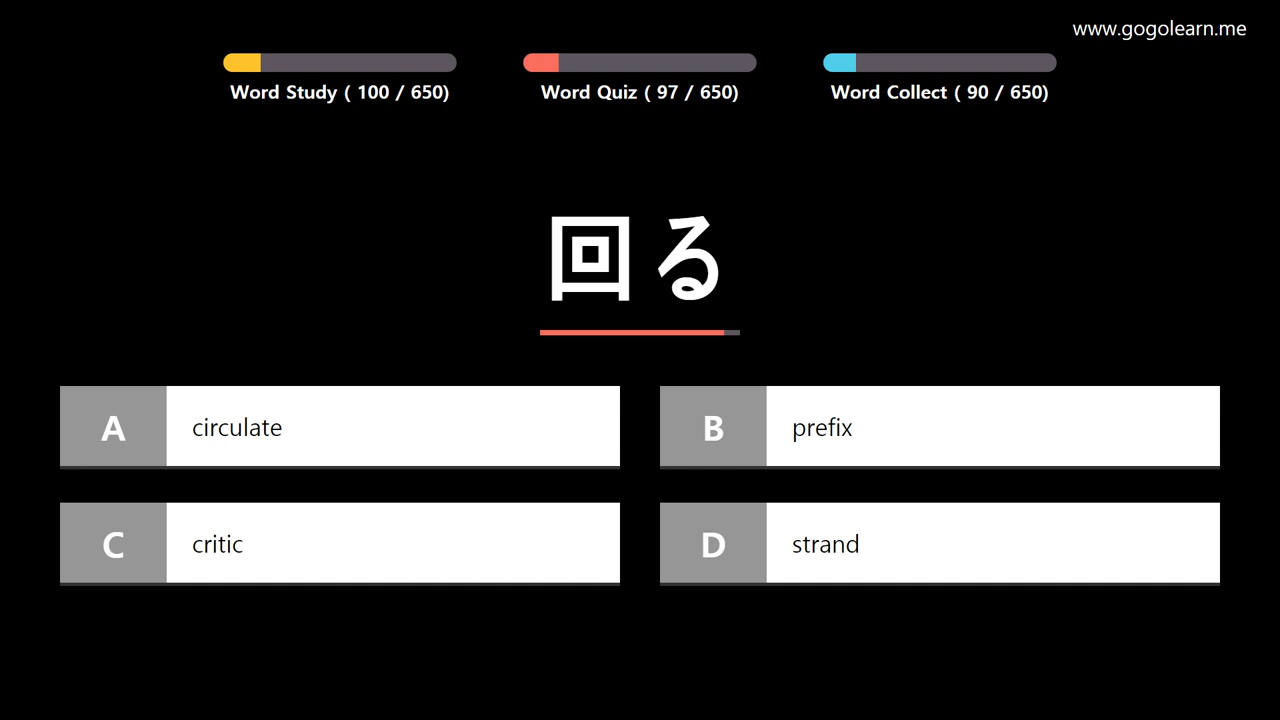 www.gogolearn.me
Word Study ( 100 / 650)
Word Quiz ( 97 / 650)
Word Collect ( 90 / 650)
回る
A circulate
B prefix
C critic
D strand